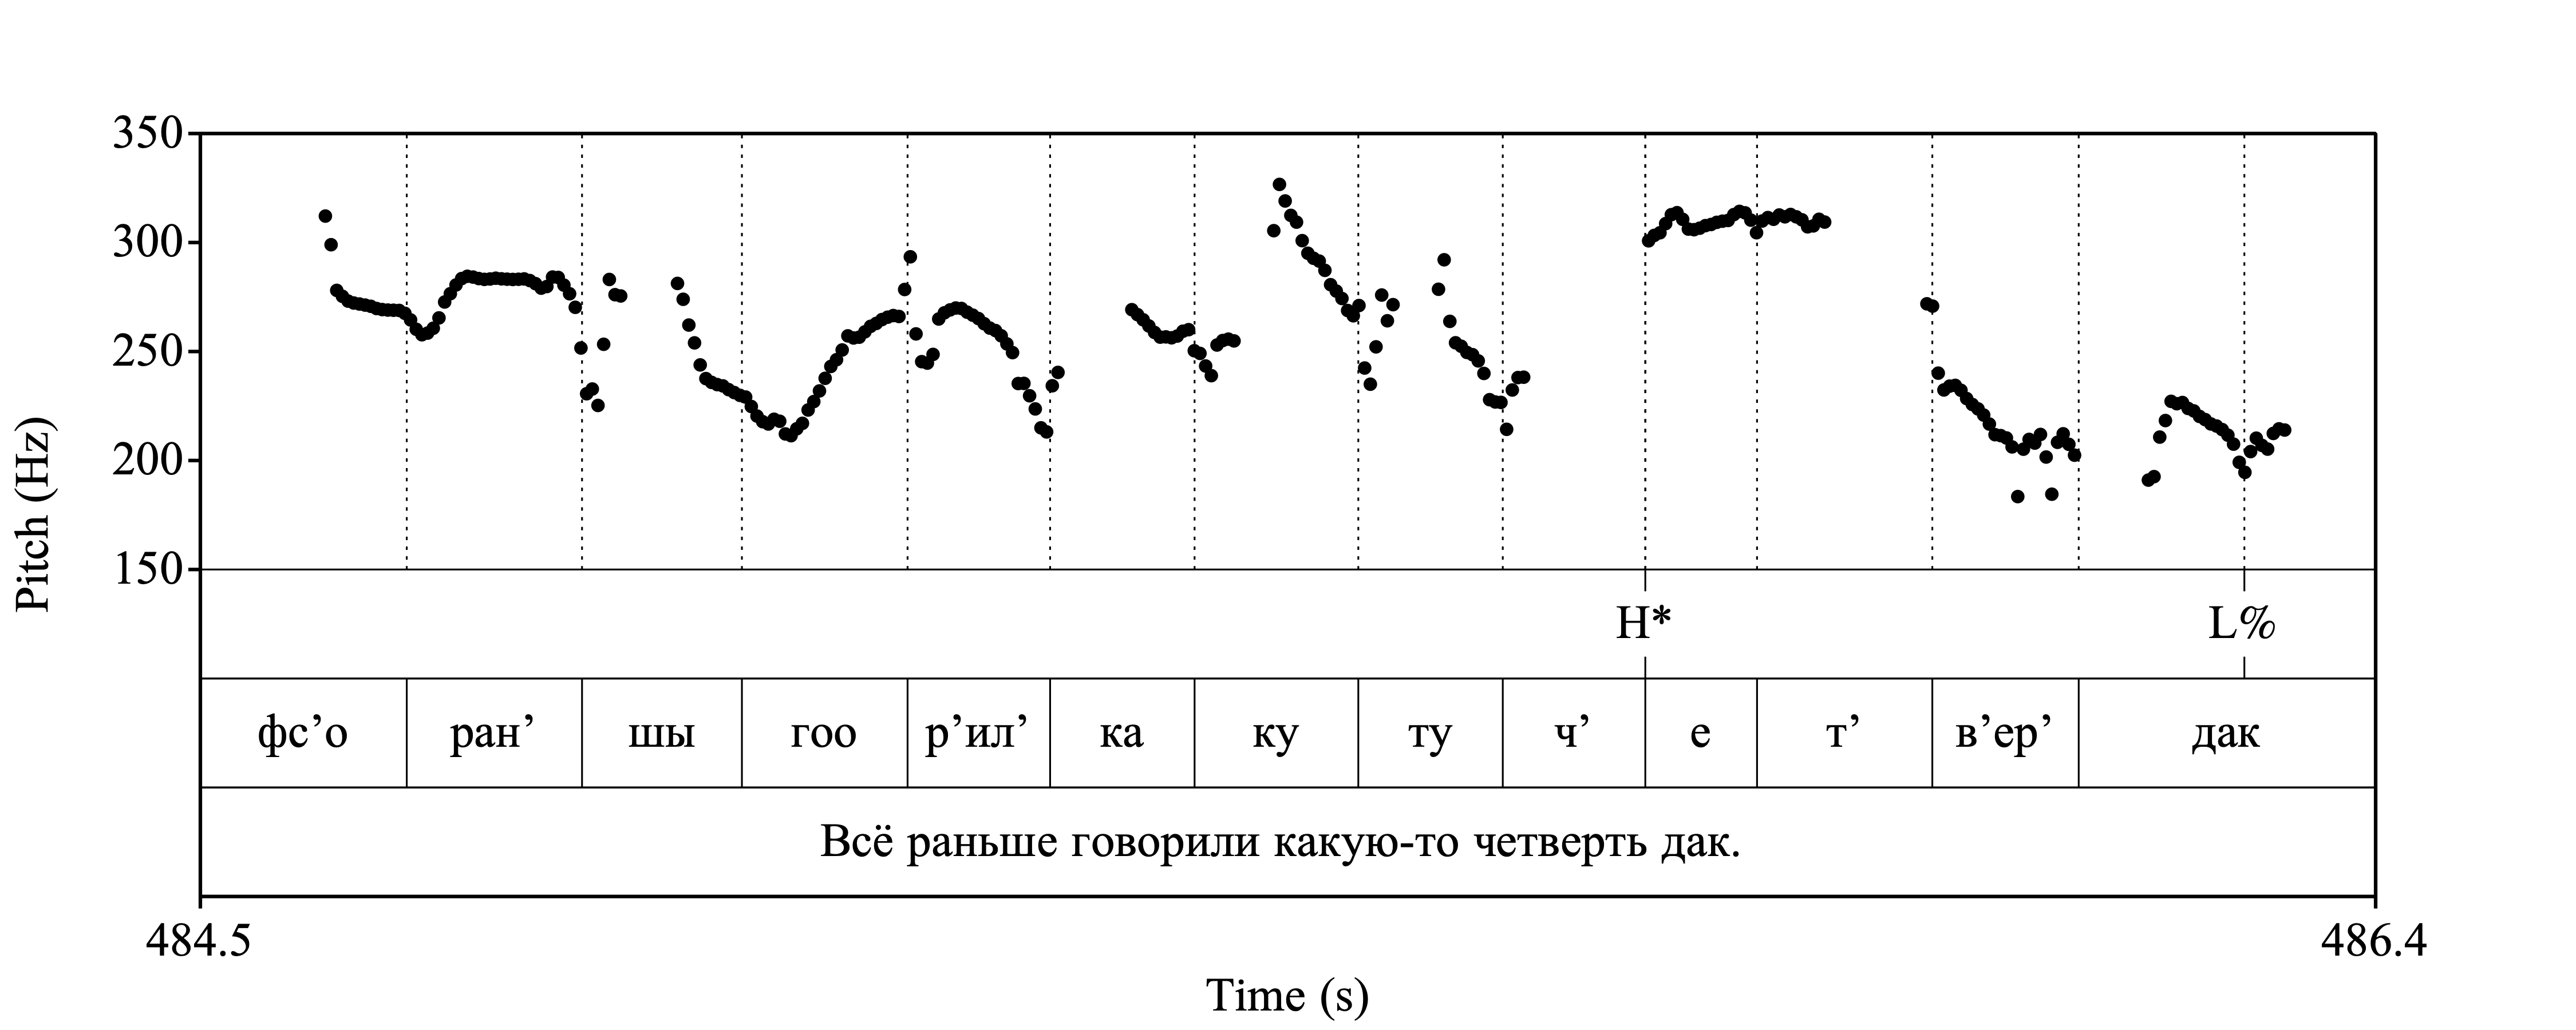 350
300
250
200
150
Pitch (Hz)
H* L%
фс’о ран’ шы гоо р’ил’ ка ку ту ч’ е т’ в’ер’ дак
Всё раньше говорили какую-то четверть дак.
484.5 486.4
Time (s)